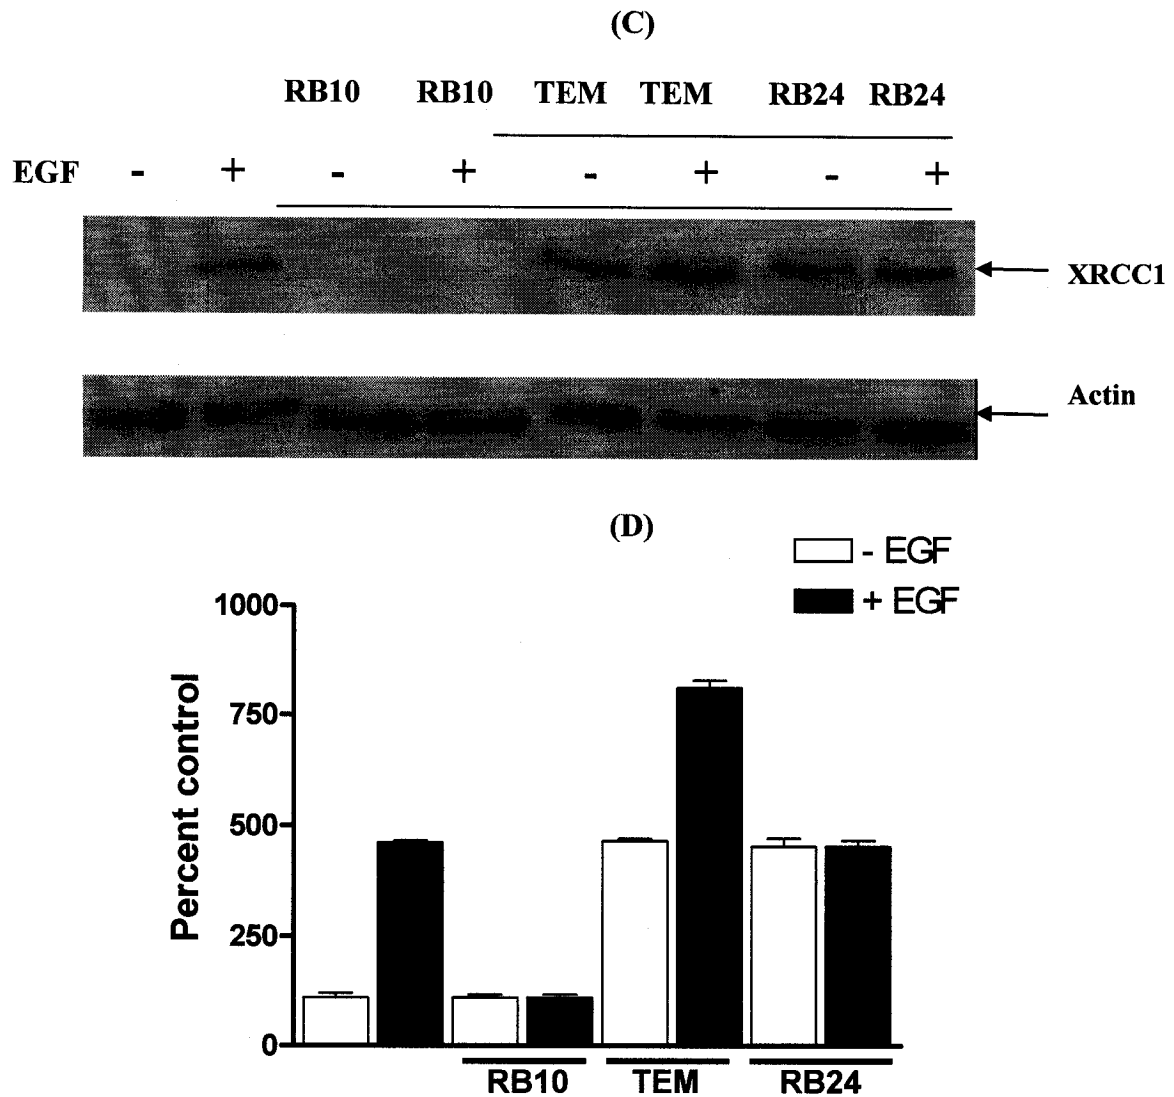 (C)
RB10 RB10 TEM TEM RB24 RB24
EGF - + - + - + - +
XRCC1
Actin
(D)
- EGF
+ EGF
1000
750
500
250
0
Percent control
RB10 TEM RB24